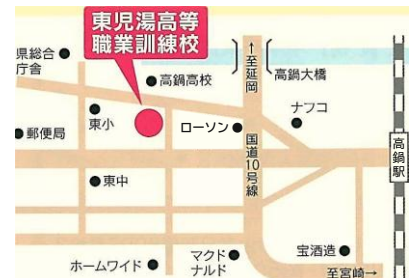 東児湯高等
職業訓練校
県総合
庁舎
高鍋高校
↑至延岡
高鍋大橋
東小
ローソン
ナフコ
郵便局
国道10号線
高鍋駅
東中
ホームワイド
マクド
ナルド
宝酒造
至宮崎→